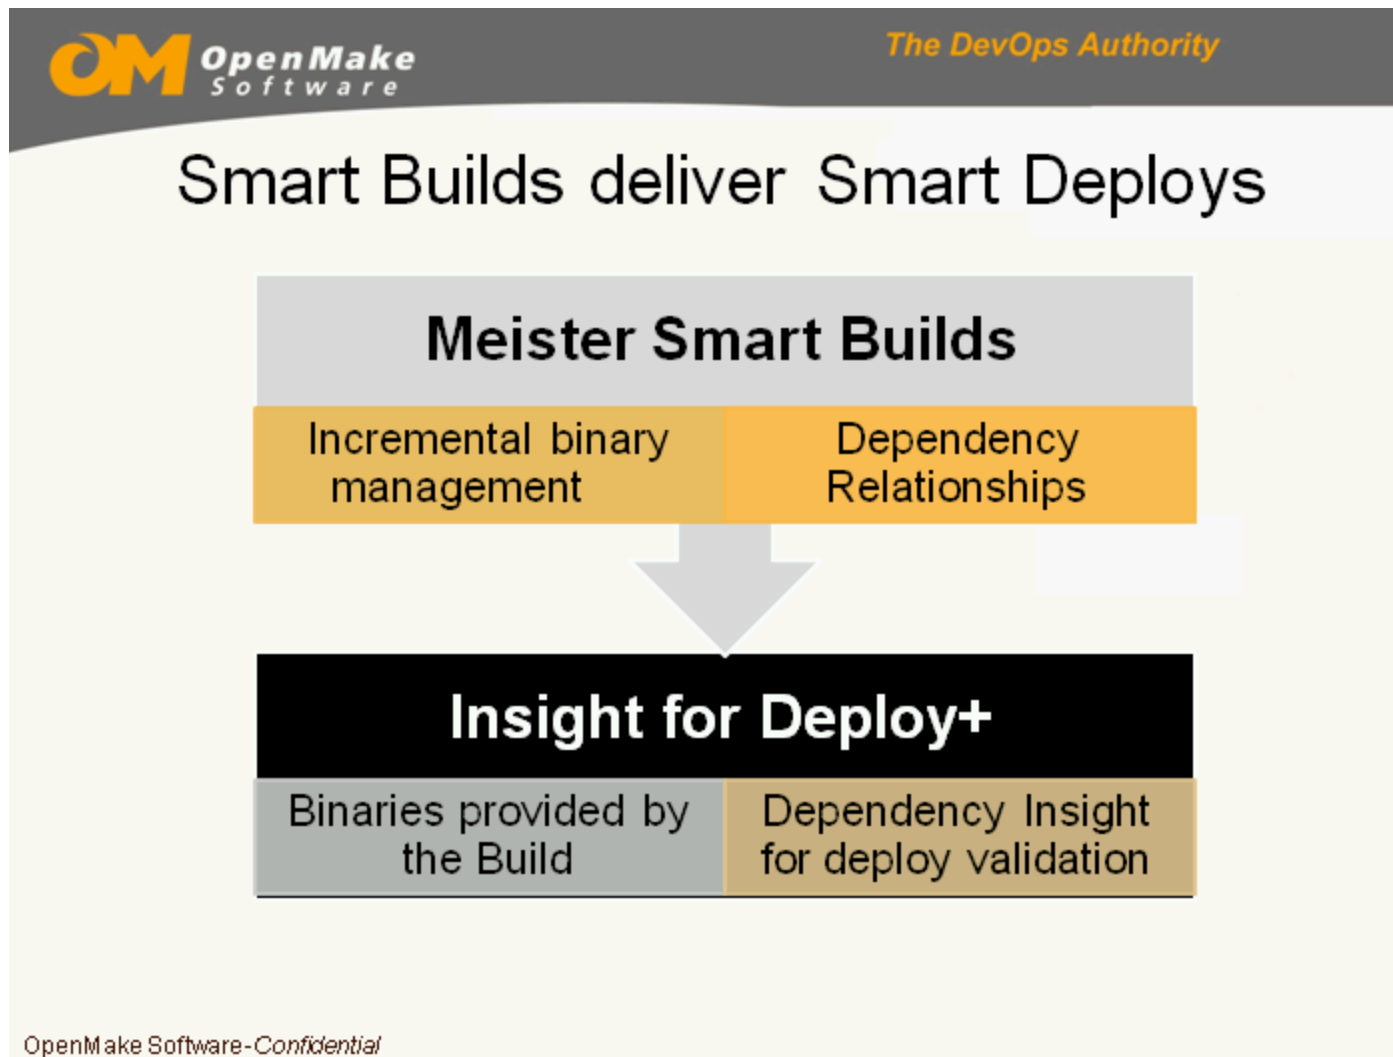 OM OpenMake
Software
The DevOps Authority
Smart Builds deliver Smart Deploys
Meister Smart Builds
Incremental binary
management
Dependency
Relationships
Insight for Deploy+
Binaries provided by
the Build
Dependency Insight
for deploy validation
OpenMake Software-Confidential